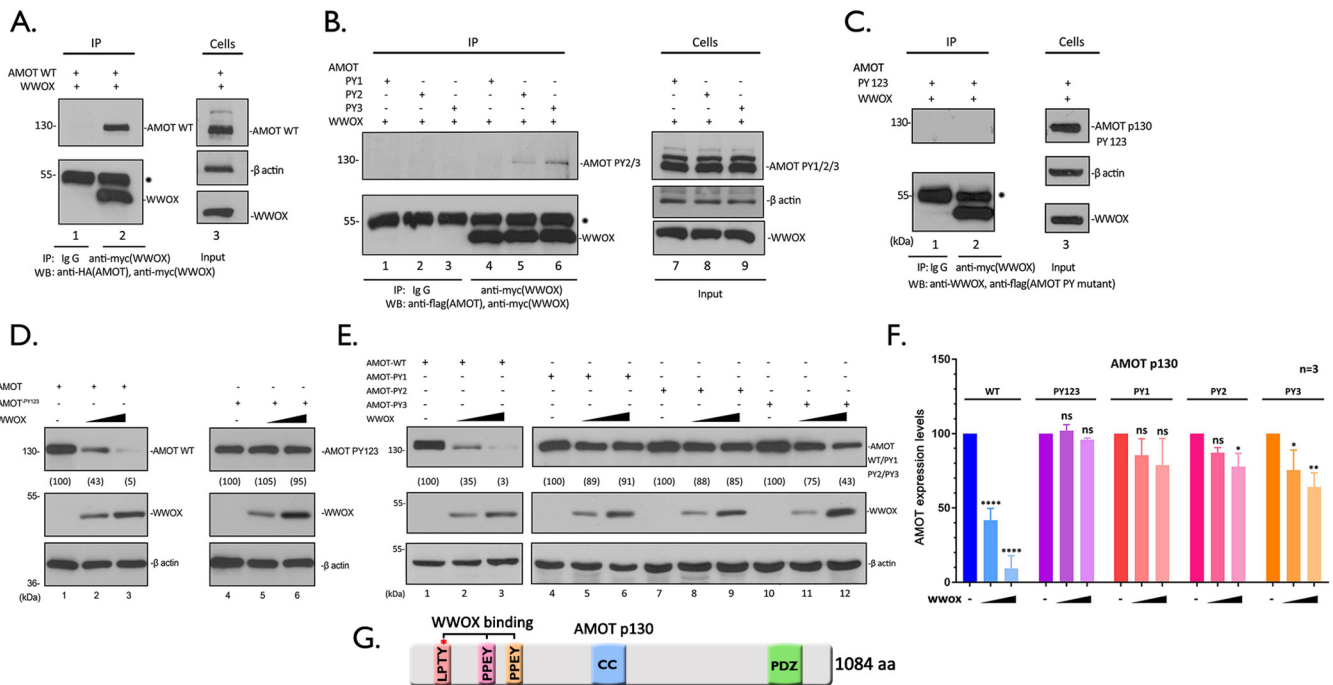 A.
IP
Cells
AMOT WT + + +
WWOX + + +
130-
-AMOT WT
-AMOT WT
-β actin
55-
-WWOX
-WWOX
1 2 3
IP: Ig G anti-myc(WWOX) Input
WB: anti-HA(AMOT), anti-myc(WWOX)
B.
IP
Cells
AMOT
PY1 + - - + - - + - -
PY2 - + - - + - - + -
PY3 - - + - - + - - +
WWOX + + + + + + + + +
130-
-AMOT PY2/3
-AMOT PY1/2/3
-β actin
55-
-WWOX
-WWOX
1 2 3 4 5 6 7 8 9
IP: Ig G anti-myc(WWOX)
WB: anti-flag(AMOT), anti-myc(WWOX)
Input
C.
IP
Cells
AMOT
PY 123 + + +
WWOX + + +
130-
-AMOT p130
PY 123
-β actin
55-
-WWOX
(kDa) 1 2 3
IP: Ig G anti-myc(WWOX) Input
WB: anti-WWOX, anti-flag(AMOT PY mutant)
D.
AMOT + + + - - -
AMOT-PY123 - - - + + +
WWOX - -
130-
-AMOT WT
-AMOT PY123
(100) (43) (5) (100) (105) (95)
55-
-WWOX
-WWOX
-β actin
-β actin
36-
(kDa) 1 2 3 4 5 6
E.
AMOT-WT + + + - - - - - - - - -
AMOT-PY1 - - - + + + - - - - - -
AMOT-PY2 - - - - - - + + + - - -
AMOT-PY3 - - - - - - - - - + + +
WWOX - - - -
130-
-AMOT
WT/PY1
PY2/PY3
(100) (35) (3) (100) (89) (91) (100) (88) (85) (100) (75) (43)
55-
-WWOX
55-
-β actin
(kDa) 1 2 3 4 5 6 7 8 9 10 11 12
F.
AMOT p130
n=3
AMOT expression levels
150
100
50
0
WT PY123 PY1 PY2 PY3
**** **** ns ns ns ns ns * * **
WWOX - - - - -
G.
WWOX binding
AMOT p130
*
LPTY PPEY PPEY CC PDZ 1084 aa